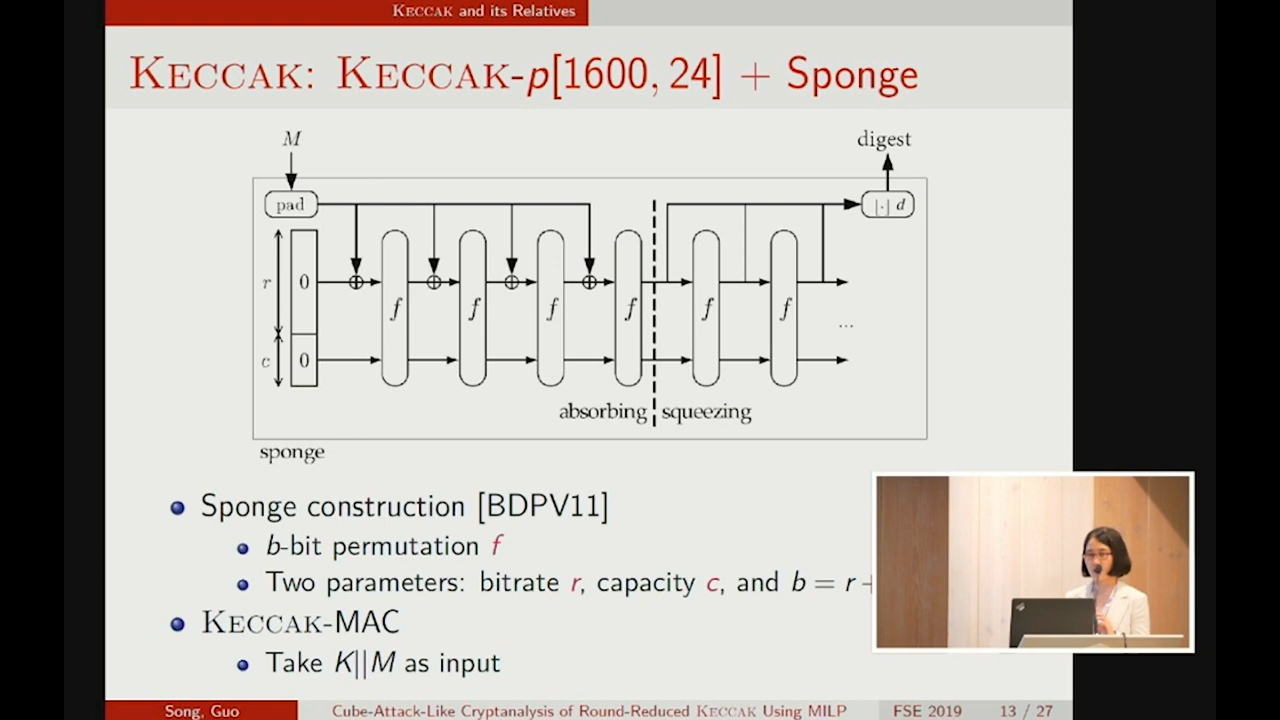 KECCAK and its Relatives
KECCAK: KECCAK-p[1600, 24] + Sponge
M
digest
pad
|·| d
r
0
f
f
f
f
f
f
...
c
0
absorbing
squeezing
sponge
Sponge construction [BDPV11]
b-bit permutation f
Two parameters: bitrate r, capacity c, and b = r +
KECCAK-MAC
Take K||M as input
Song, Guo
Cube-Attack-Like Cryptanalysis of Round-Reduced KECCAK Using MILP
FSE 2019
13 / 27